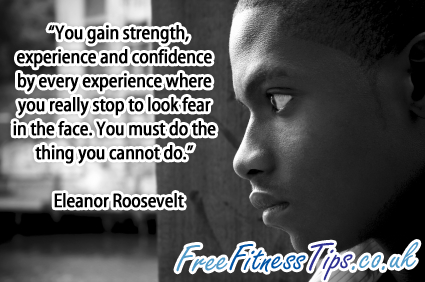 “You gain strength,
experience and confidence
by every experience where
you really stop to look fear
in the face. You must do the
thing you cannot do.”
Eleanor Roosevelt
FreeFitnessTips.co.uk